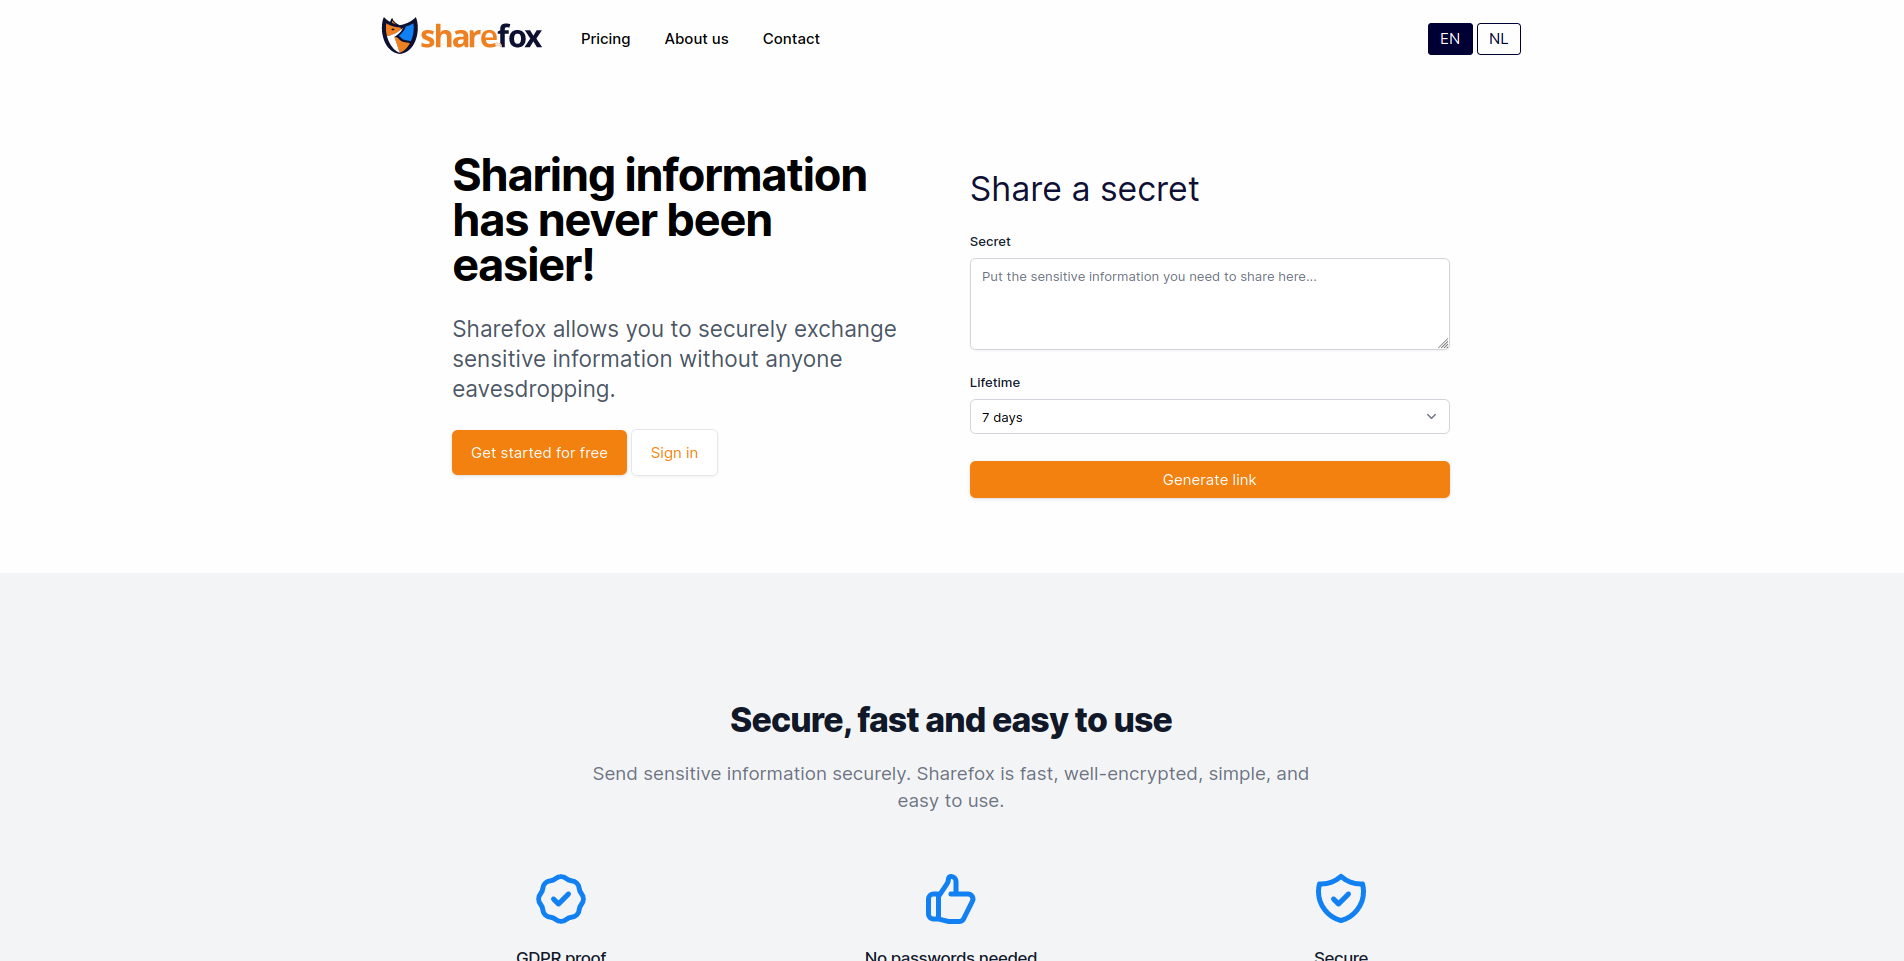 sharefox
Pricing
About us
Contact
EN
NL
Sharing information
has never been
easier!
Sharefox allows you to securely exchange
sensitive information without anyone
eavesdropping.
Get started for free
Sign in
Share a secret
Secret
Put the sensitive information you need to share here...
Lifetime
7 days
Generate link
Secure, fast and easy to use
Send sensitive information securely. Sharefox is fast, well-encrypted, simple, and
easy to use.
GDPR proof
No passwords needed
Secure